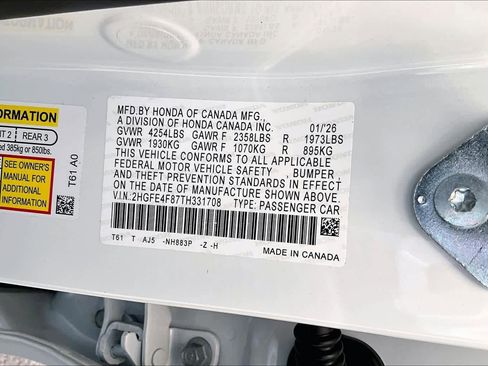 FORMATION
NT 2
REAR 3
ed 385kg or 850lbs.
SEE OWNER'S
MANUAL FOR
ADDITIONAL
INFORMATION
T61 A0
MFD.BY HONDA OF CANADA MFG.,
A DIVISION OF HONDA CANADA INC. 01/'26
GVWR 4254LBS GAWR F 2358LBS R 1973LBS
GVWR 1930KG GAWR F 1070KG R 895KG
THIS VEHICLE CONFORMS TO ALL APPLICABLE
FEDERAL MOTOR VEHICLE SAFETY , BUMPER ,
AND THEFT PREVENTION STANDARDS IN EFFECT
ON THE DATE OF MANUFACTURE SHOWN ABOVE.
V.I.N.:2HGFE4F87TH331708 TYPE: PASSENGER CAR
T61 T AJ5 -NH883P -Z -H
MADE IN CANADA